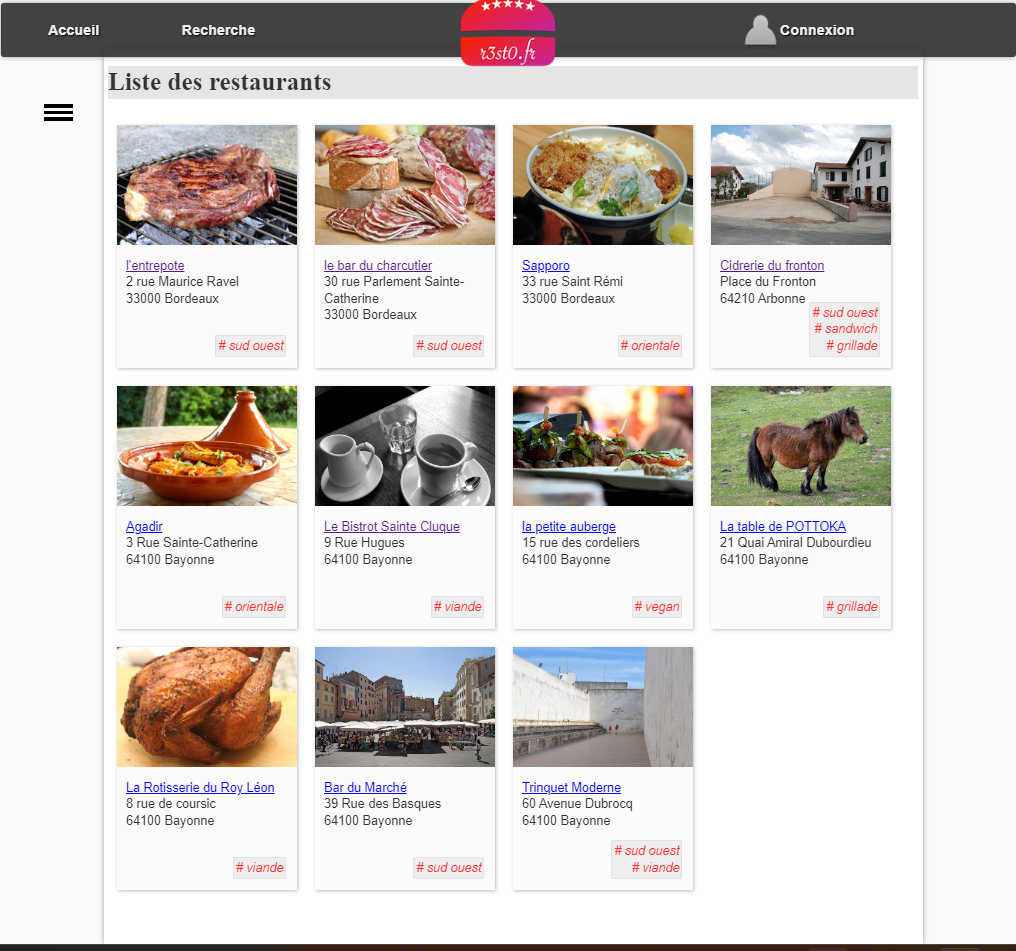 Accueil
Recherche
r3st0.fr
Connexion
Liste des restaurants
l'entrepote
2 rue Maurice Ravel
33000 Bordeaux
# sud ouest
le bar du charcutier
30 rue Parlement Sainte-
Catherine
33000 Bordeaux
# sud ouest
Sapporo
33 rue Saint Rémi
33000 Bordeaux
# orientale
Cidrerie du fronton
Place du Fronton
64210 Arbonne
# sud ouest
# sandwich
# grillade
Agadir
3 Rue Sainte-Catherine
64100 Bayonne
# orientale
Le Bistrot Sainte Cluque
9 Rue Hugues
64100 Bayonne
# viande
la petite auberge
15 rue des cordeliers
64100 Bayonne
# vegan
La table de POTTOKA
21 Quai Amiral Dubourdieu
64100 Bayonne
# grillade
La Rotisserie du Roy Léon
8 rue de coursic
64100 Bayonne
# viande
Bar du Marché
39 Rue des Basques
64100 Bayonne
# sud ouest
Trinquet Moderne
60 Avenue Dubrocq
64100 Bayonne
# sud ouest
# viande